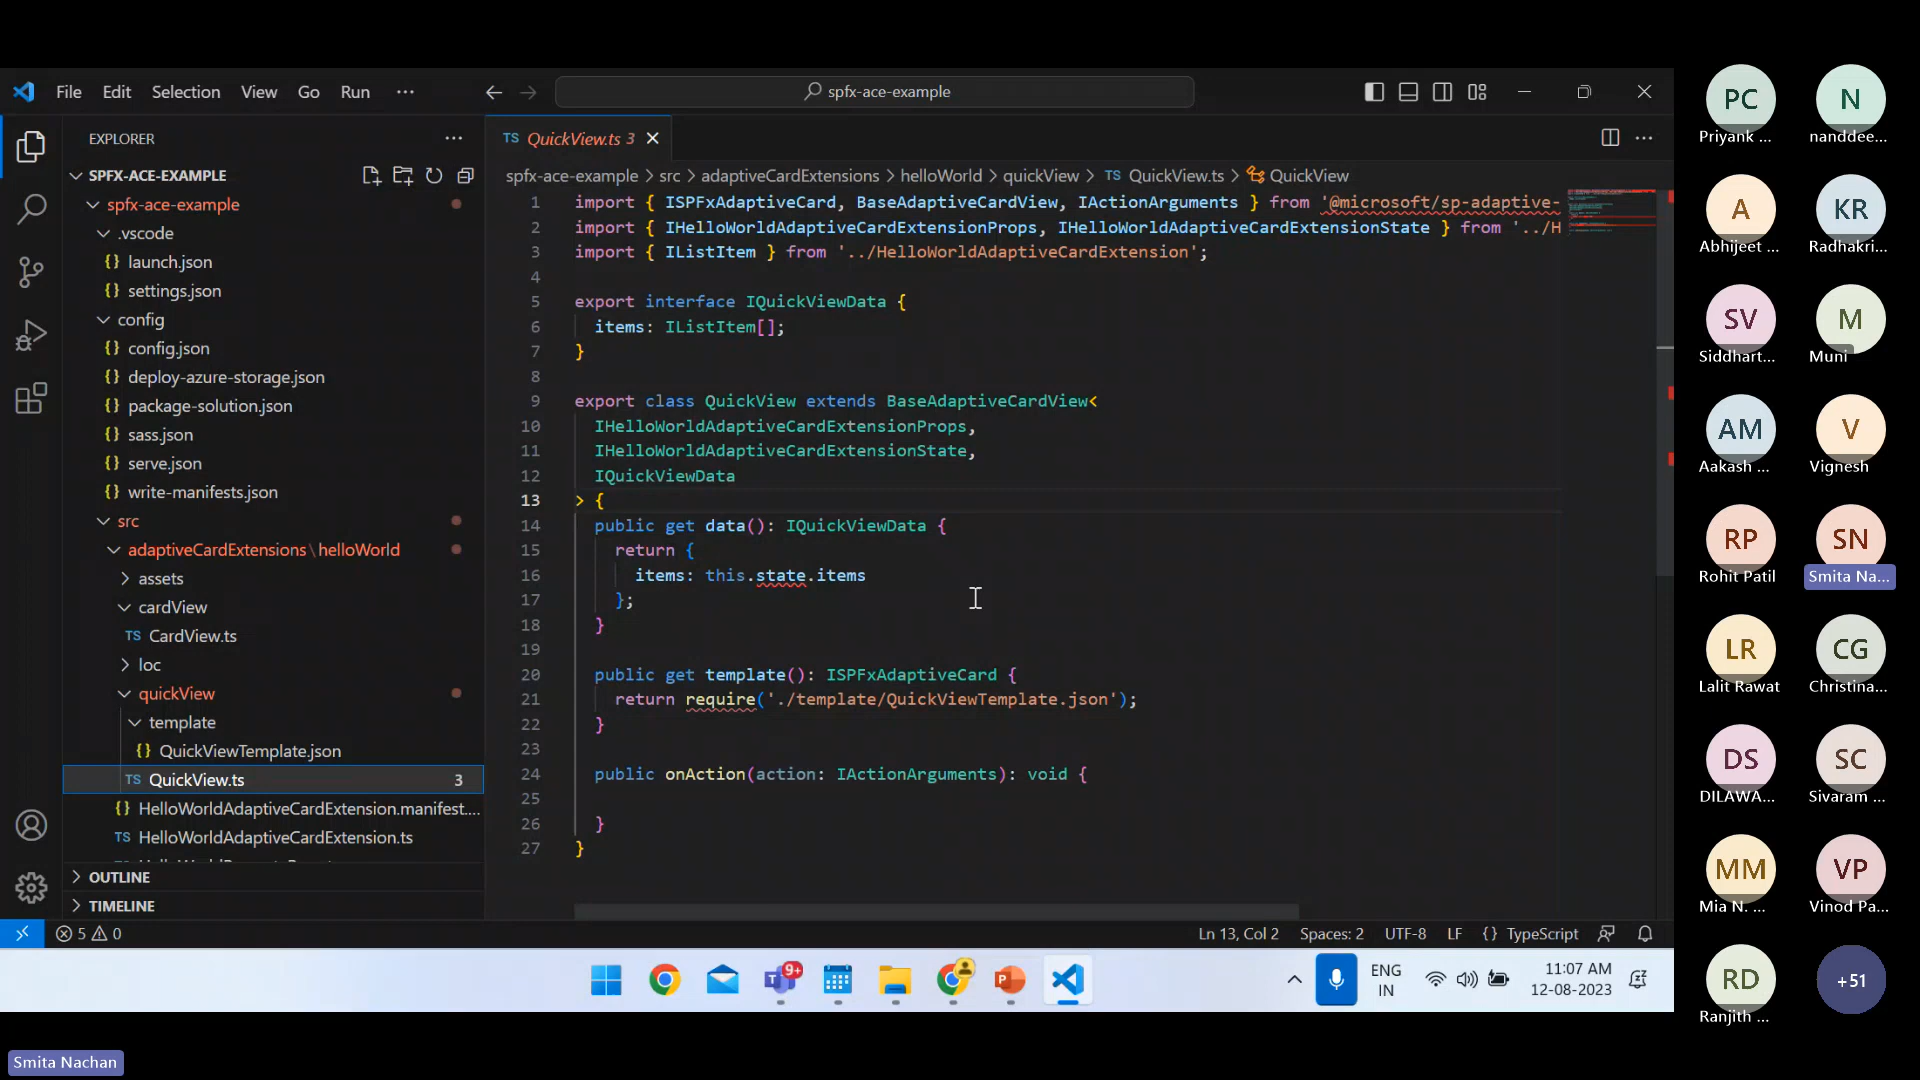 File Edit Selection View Go Run ···
spfx-ace-example
EXPLORER
SPFX-ACE-EXAMPLE
spfx-ace-example
.vscode
{} launch.json
{} settings.json
config
{} config.json
{} deploy-azure-storage.json
{} package-solution.json
{} sass.json
{} serve.json
{} write-manifests.json
src
adaptiveCardExtensions\helloWorld
assets
cardView
TS CardView.ts
loc
quickView
template
{} QuickViewTemplate.json
TS QuickView.ts 3
{} HelloWorldAdaptiveCardExtension.manifest....
TS HelloWorldAdaptiveCardExtension.ts
OUTLINE
TIMELINE
TS QuickView.ts 3
spfx-ace-example > src > adaptiveCardExtensions > helloWorld > quickView > TS QuickView.ts > QuickView
1 import { ISPFxAdaptiveCard, BaseAdaptiveCardView, IActionArguments } from '@microsoft/sp-adaptive-
2 import { IHelloWorldAdaptiveCardExtensionProps, IHelloWorldAdaptiveCardExtensionState } from '../H
3 import { IListItem } from '../HelloWorldAdaptiveCardExtension';
4
5 export interface IQuickViewData {
6 items: IListItem[];
7 }
8
9 export class QuickView extends BaseAdaptiveCardView<
10 IHelloWorldAdaptiveCardExtensionProps,
11 IHelloWorldAdaptiveCardExtensionState,
12 IQuickViewData
13 > {
14 public get data(): IQuickViewData {
15 return {
16 items: this.state.items
17 };
18 }
19
20 public get template(): ISPFxAdaptiveCard {
21 return require('./template/QuickViewTemplate.json');
22 }
23
24 public onAction(action: IActionArguments): void {
25
26 }
27 }
5 0
Ln 13, Col 2 Spaces: 2 UTF-8 LF {} TypeScript
9+
ENG
IN
11:07 AM
12-08-2023
PC
Priyank ...
N
nanddee...
A
Abhijeet ...
KR
Radhakri...
SV
Siddhart...
M
Muni
AM
Aakash ...
V
Vignesh
RP
Rohit Patil
SN
Smita Na...
LR
Lalit Rawat
CG
Christina...
DS
DILAWA...
SC
Sivaram ...
MM
Mia N. ...
VP
Vinod Pa...
RD
Ranjith ...
+51
Smita Nachan